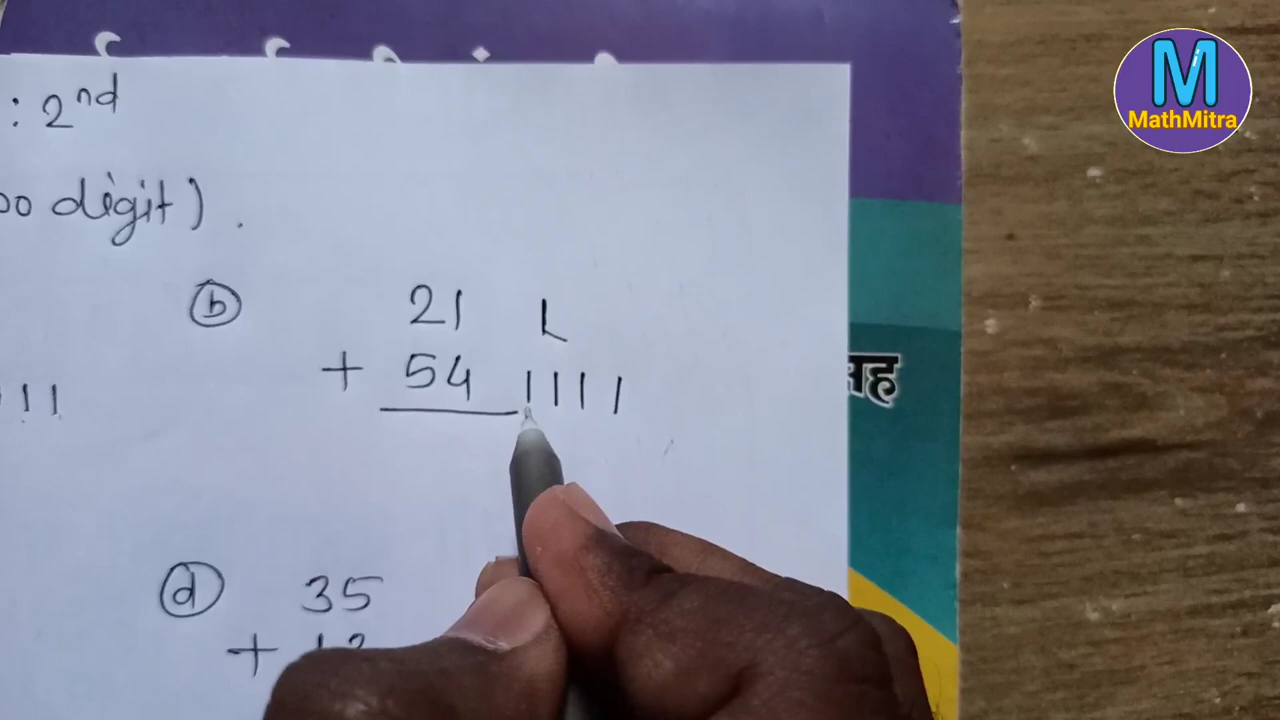 M
MathMitra
: 2nd
digit) .
b 21
+ 54 ||||
|||
d 35
+